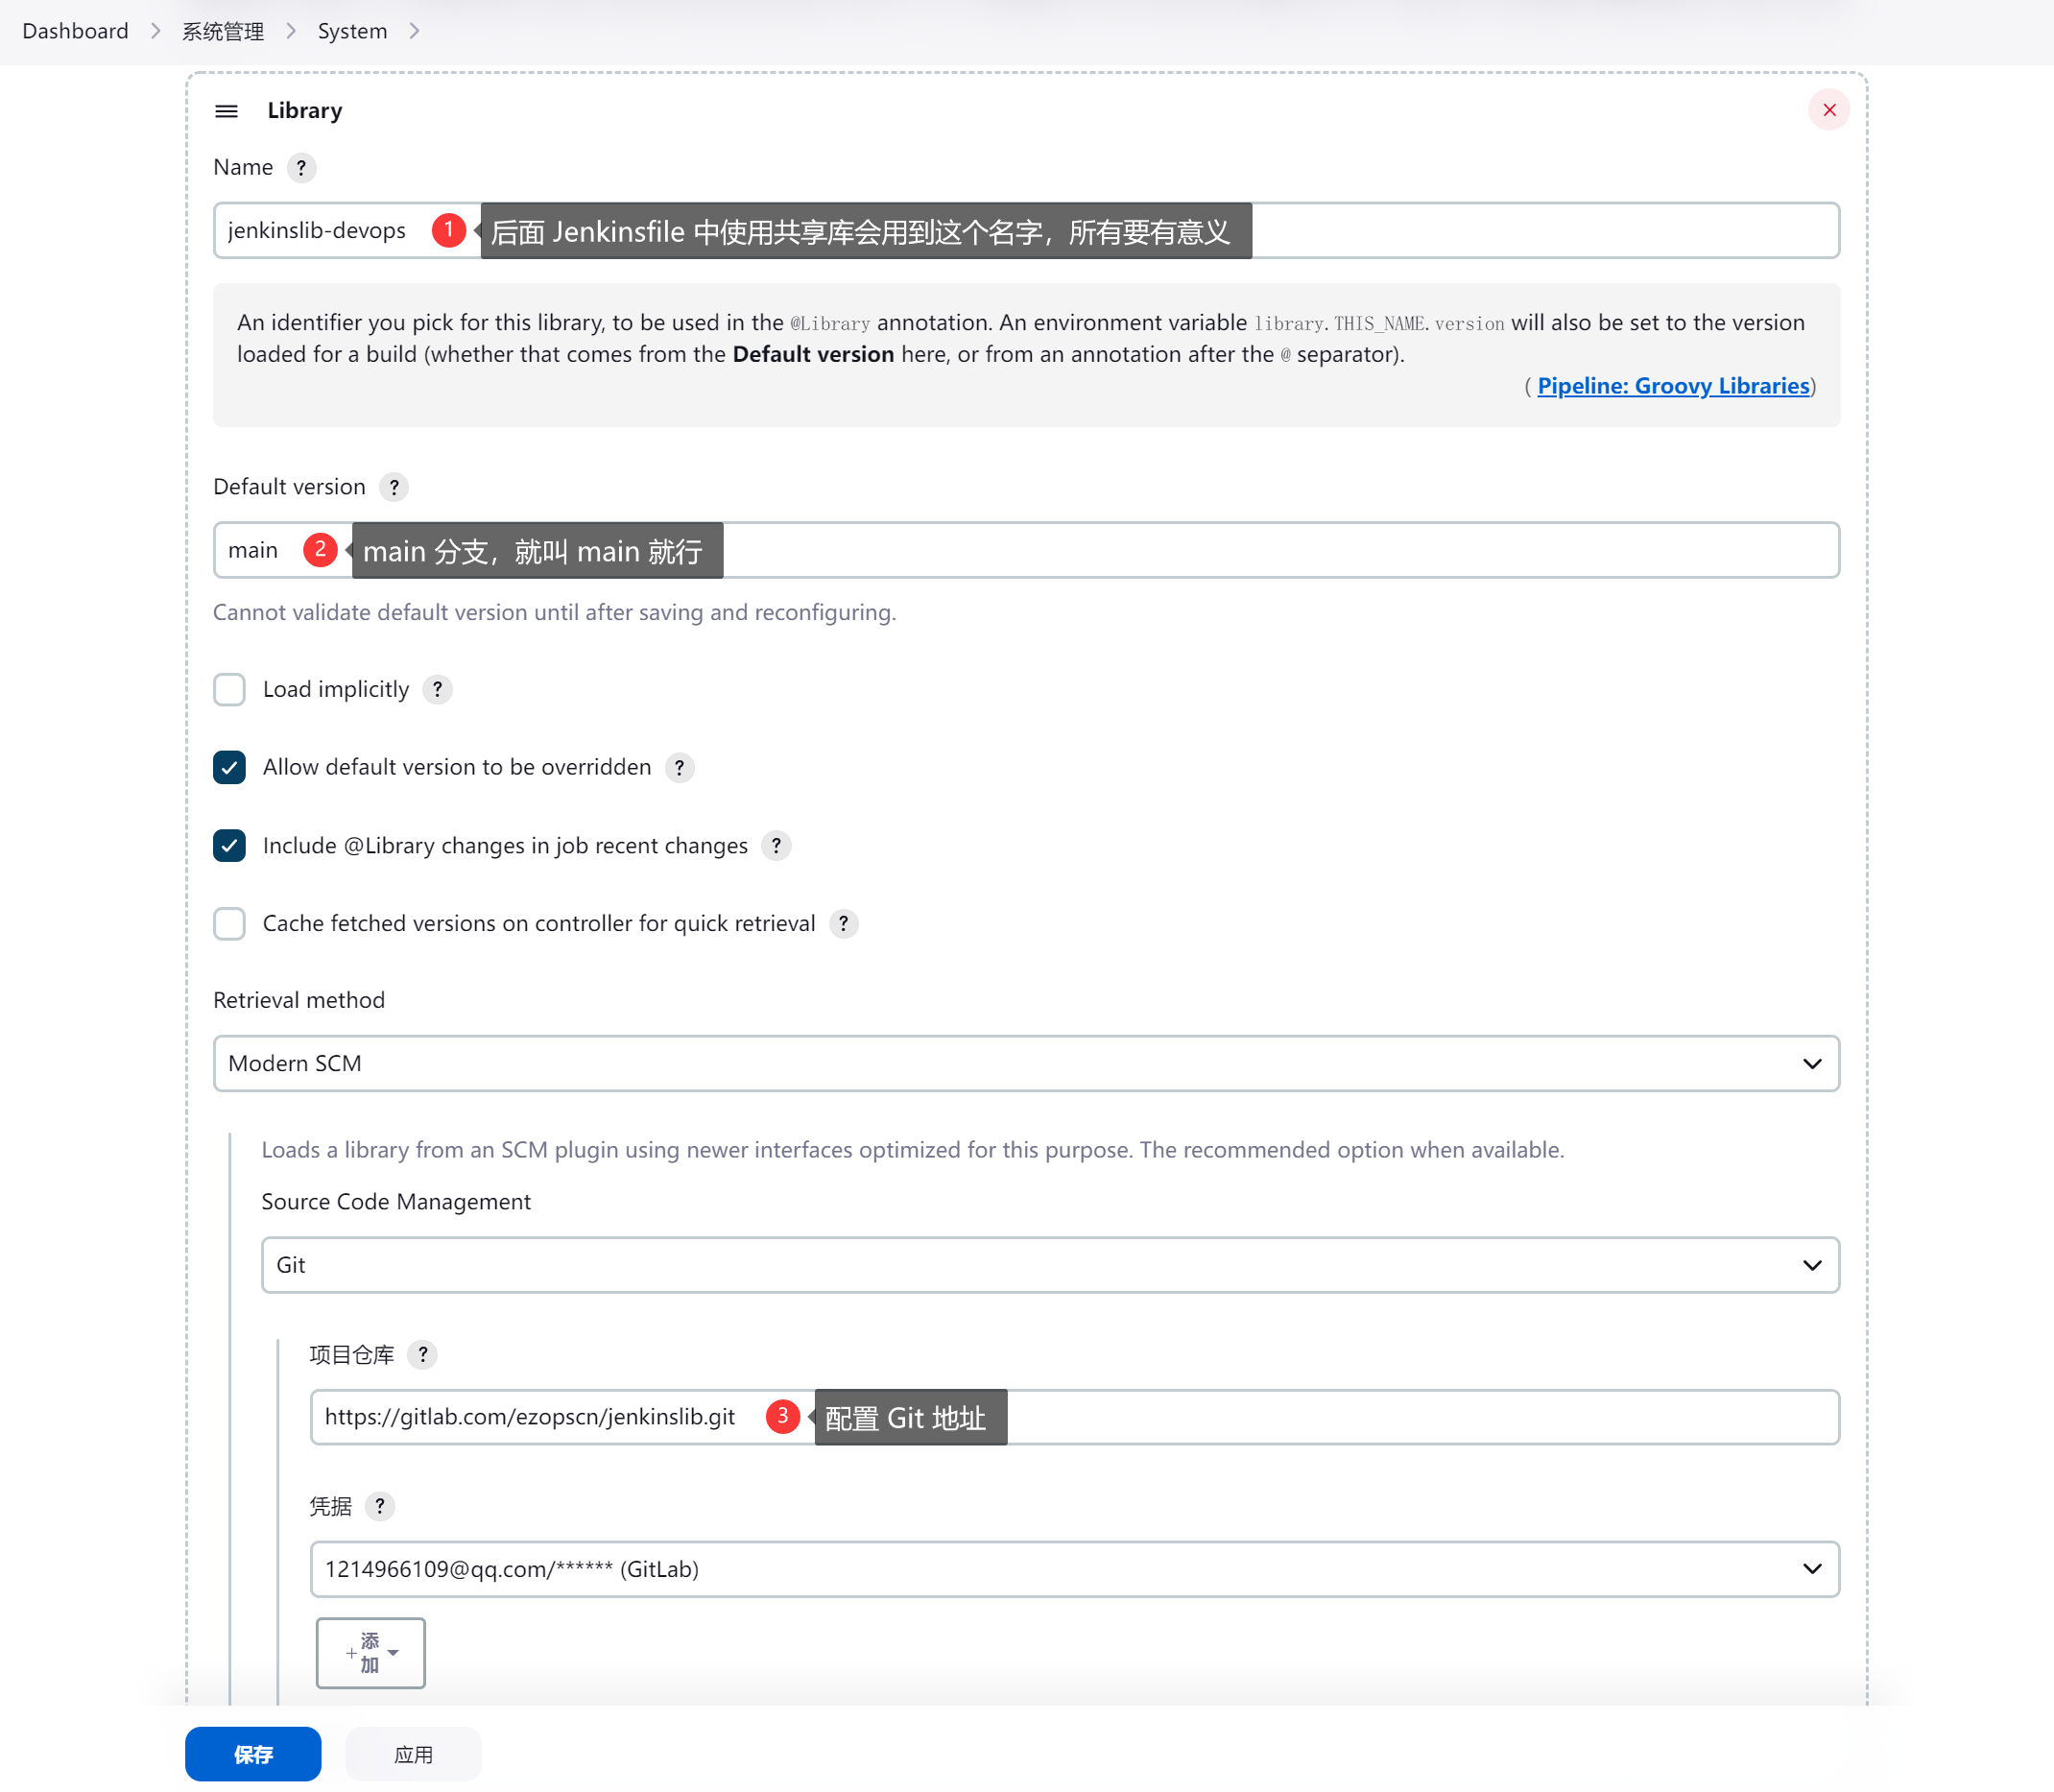 Dashboard > 系统管理 > System >
Library
Name ?
jenkinslib-devops 1 后面 Jenkinsfile 中使用共享库会用到这个名字，所有要有意义
An identifier you pick for this library, to be used in the @Library annotation. An environment variable library.THIS_NAME.version will also be set to the version
loaded for a build (whether that comes from the Default version here, or from an annotation after the @ separator).
( Pipeline: Groovy Libraries)
Default version ?
main 2 main 分支，就叫 main 就行
Cannot validate default version until after saving and reconfiguring.
Load implicitly ?
Allow default version to be overridden ?
Include @Library changes in job recent changes ?
Cache fetched versions on controller for quick retrieval ?
Retrieval method
Modern SCM
Loads a library from an SCM plugin using newer interfaces optimized for this purpose. The recommended option when available.
Source Code Management
Git
项目仓库 ?
https://gitlab.com/ezopscn/jenkinslib.git 3 配置 Git 地址
凭据 ?
1214966109@qq.com/****** (GitLab)
+添
加
保存 应用